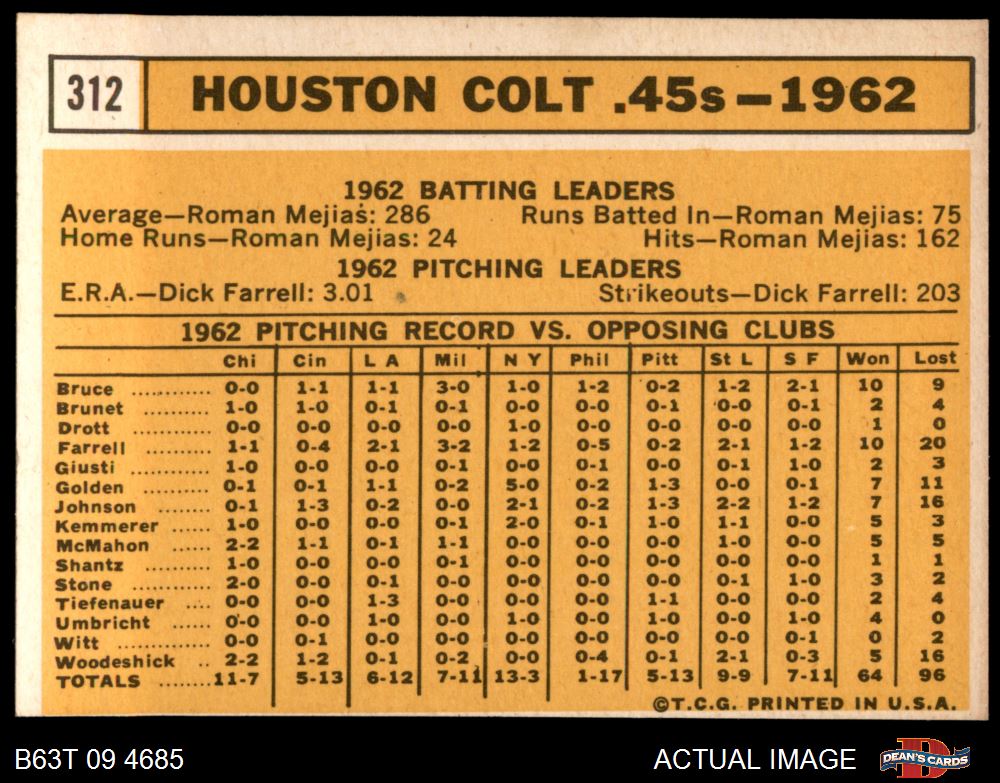 312 HOUSTON COLT .45s—1962
1962 BATTING LEADERS
Average—Roman Mejias: 286 Runs Batted In—Roman Mejias: 75
Home Runs—Roman Mejias: 24 Hits—Roman Mejias: 162
1962 PITCHING LEADERS
E.R.A.—Dick Farrell: 3.01 Strikeouts—Dick Farrell: 203
1962 PITCHING RECORD VS. OPPOSING CLUBS
Chi Cin L A Mil N Y Phil Pitt St L S F Won Lost
Bruce ........... 0-0 1-1 1-1 3-0 1-0 1-2 0-2 1-2 2-1 10 9
Brunet .......... 1-0 1-0 0-1 0-1 0-0 0-0 0-1 0-0 0-1 2 4
Drott ........... 0-0 0-0 0-0 0-0 1-0 0-0 0-0 0-0 0-0 1 0
Farrell .......... 1-1 0-4 2-1 3-2 1-2 0-5 0-2 2-1 1-2 10 20
Giusti ........... 1-0 0-0 0-0 0-1 0-0 0-1 0-0 0-1 1-0 2 3
Golden .......... 0-1 0-1 1-1 0-2 5-0 0-2 1-3 0-0 0-1 7 11
Johnson ....... 0-1 1-3 0-2 0-0 2-1 0-2 1-3 2-2 1-2 7 16
Kemmerer ...... 1-0 0-0 0-0 0-1 2-0 0-1 1-0 1-1 0-0 5 3
McMahon ...... 2-2 1-1 0-1 1-1 0-0 0-0 1-0 0-0 0-0 5 5
Shantz .......... 1-0 0-0 0-0 0-1 0-0 0-0 0-0 0-0 0-0 1 1
Stone ........... 2-0 0-0 0-1 0-0 0-0 0-0 0-0 0-1 1-0 3 2
Tiefenauer .... 0-0 0-0 1-3 0-0 0-0 0-0 1-1 0-0 0-0 2 4
Umbricht ....... 0-0 0-0 1-0 0-0 1-0 0-0 1-0 0-0 1-0 4 0
Witt ............ 0-0 0-1 0-0 0-0 0-0 0-0 0-0 0-0 0-1 0 2
Woodeshick .. 2-2 1-2 0-1 0-2 0-0 0-4 0-1 2-1 0-3 5 16
TOTALS ........11-7 5-13 6-12 7-11 13-3 1-17 5-13 9-9 7-11 64 96
©T.C.G. PRINTED IN U.S.A.
B63T 09 4685 ACTUAL IMAGE DEAN'S CARDS